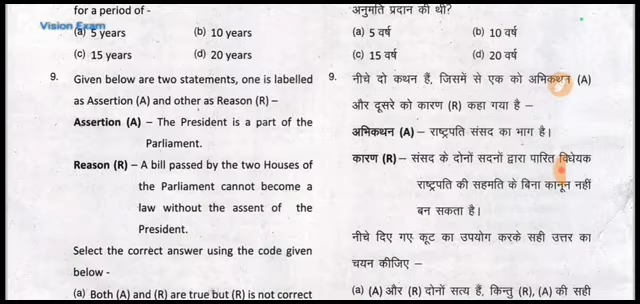 for a period of -
(a) 5 years (b) 10 years
(c) 15 years (d) 20 years
9. Given below are two statements, one is labelled
as Assertion (A) and other as Reason (R) –
Assertion (A) – The President is a part of the
Parliament.
Reason (R) – A bill passed by the two Houses of
the Parliament cannot become a
law without the assent of the
President.
Select the correct answer using the code given
below -
(a) Both (A) and (R) are true but (R) is not correct
Vision Exam
अनुमति प्रदान की थी?
(a) 5 वर्ष (b) 10 वर्ष
(c) 15 वर्ष (d) 20 वर्ष
9. नीचे दो कथन हैं, जिसमें से एक को अभिकथन (A)
और दूसरे को कारण (R) कहा गया है –
अभिकथन (A) – राष्ट्रपति संसद का भाग है।
कारण (R) – संसद के दोनों सदनों द्वारा पारित विधेयक
राष्ट्रपति की सहमति के बिना कानून नहीं
बन सकता है।
नीचे दिए गए कूट का उपयोग करके सही उत्तर का
चयन कीजिए –
(a) (A) और (R) दोनों सत्य हैं, किन्तु (R), (A) की सही